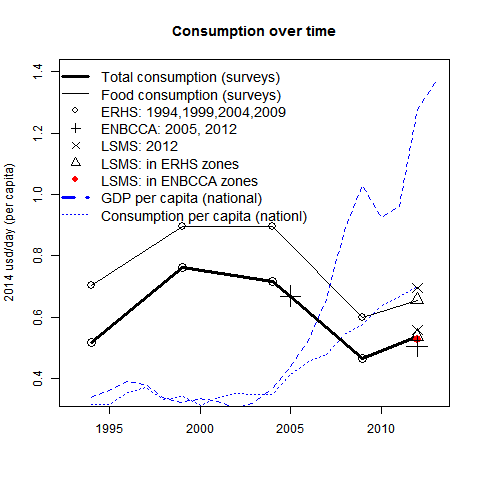 Consumption over time
2014 usd/day (per capita)
1.4
1.2
1.0
0.8
0.6
0.4
Total consumption (surveys)
Food consumption (surveys)
ERHS: 1994,1999,2004,2009
ENBCCA: 2005, 2012
LSMS: 2012
LSMS: in ERHS zones
LSMS: in ENBCCA zones
GDP per capita (national)
Consumption per capita (nationl)
1995
2000
2005
2010